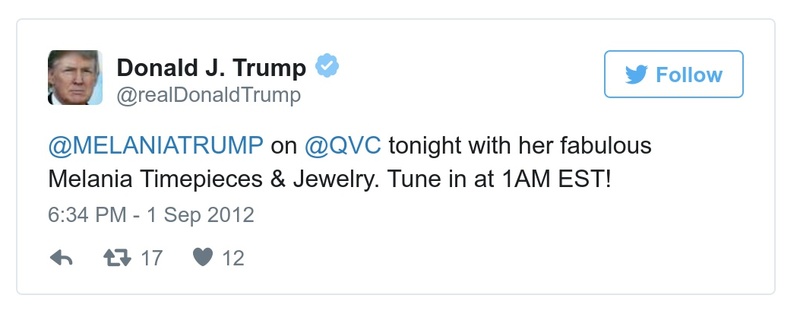 Donald J. Trump
@realDonaldTrump
Follow
@MELANIATRUMP on @QVC tonight with her fabulous
Melania Timepieces & Jewelry. Tune in at 1AM EST!
6:34 PM - 1 Sep 2012
17 12